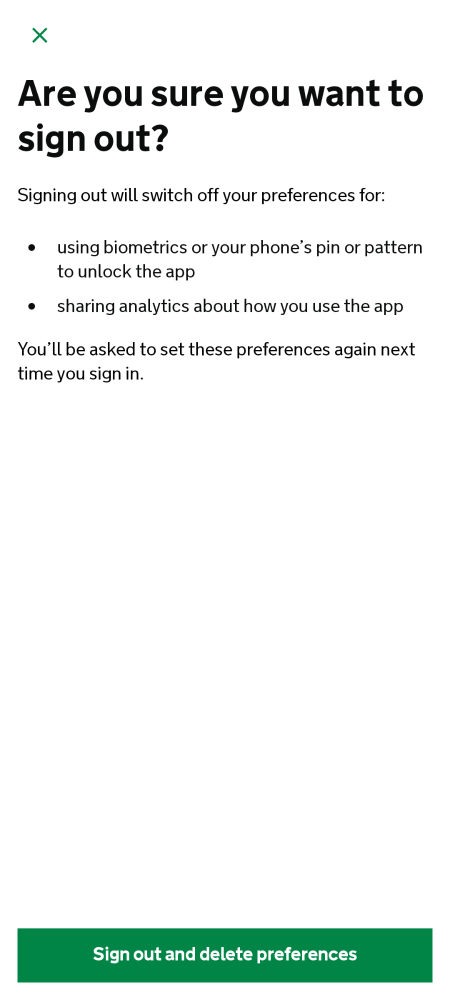 Are you sure you want to
sign out?
Signing out will switch off your preferences for:
• using biometrics or your phone’s pin or pattern
to unlock the app
• sharing analytics about how you use the app
You’ll be asked to set these preferences again next
time you sign in.
Sign out and delete preferences